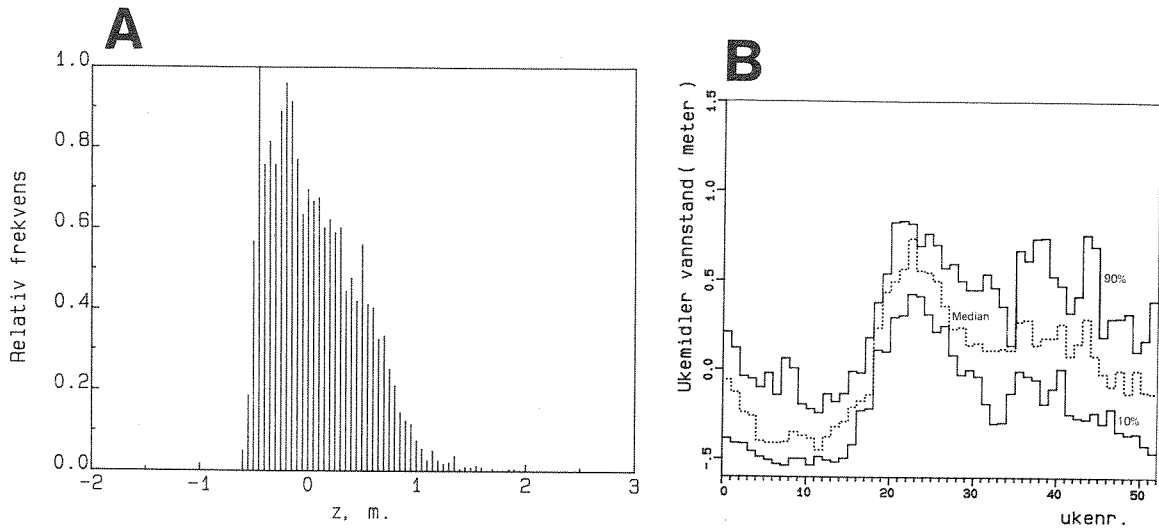 A
Relativ frekvens
1.0
0.8
0.6
0.4
0.2
0.0
-2 -1 0 1 2 3
z, m.
B
Ukemidler vannstand ( meter )
1.5
1.0
0.5
0.0
-.5
90%
Median
10%
0 10 20 30 40 50
ukenr.